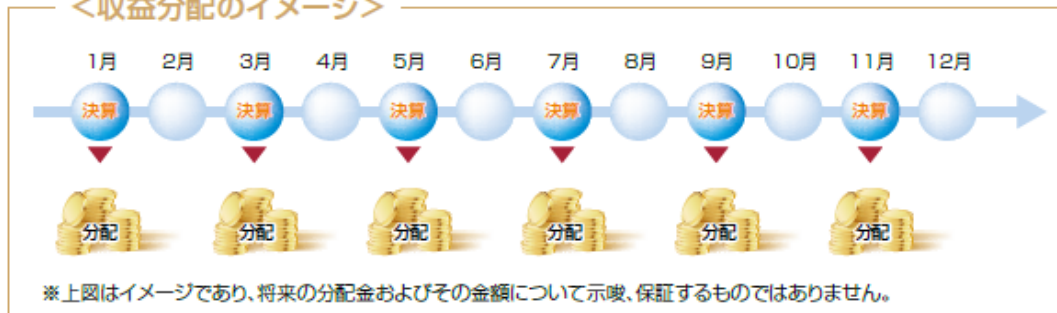 <収益分配のイメージ>
1月 2月 3月 4月 5月 6月 7月 8月 9月 10月 11月 12月
決算 決算 決算 決算 決算 決算
分配 分配 分配 分配 分配 分配
※上図はイメージであり、将来の分配金およびその金額について示唆、保証するものではありません。